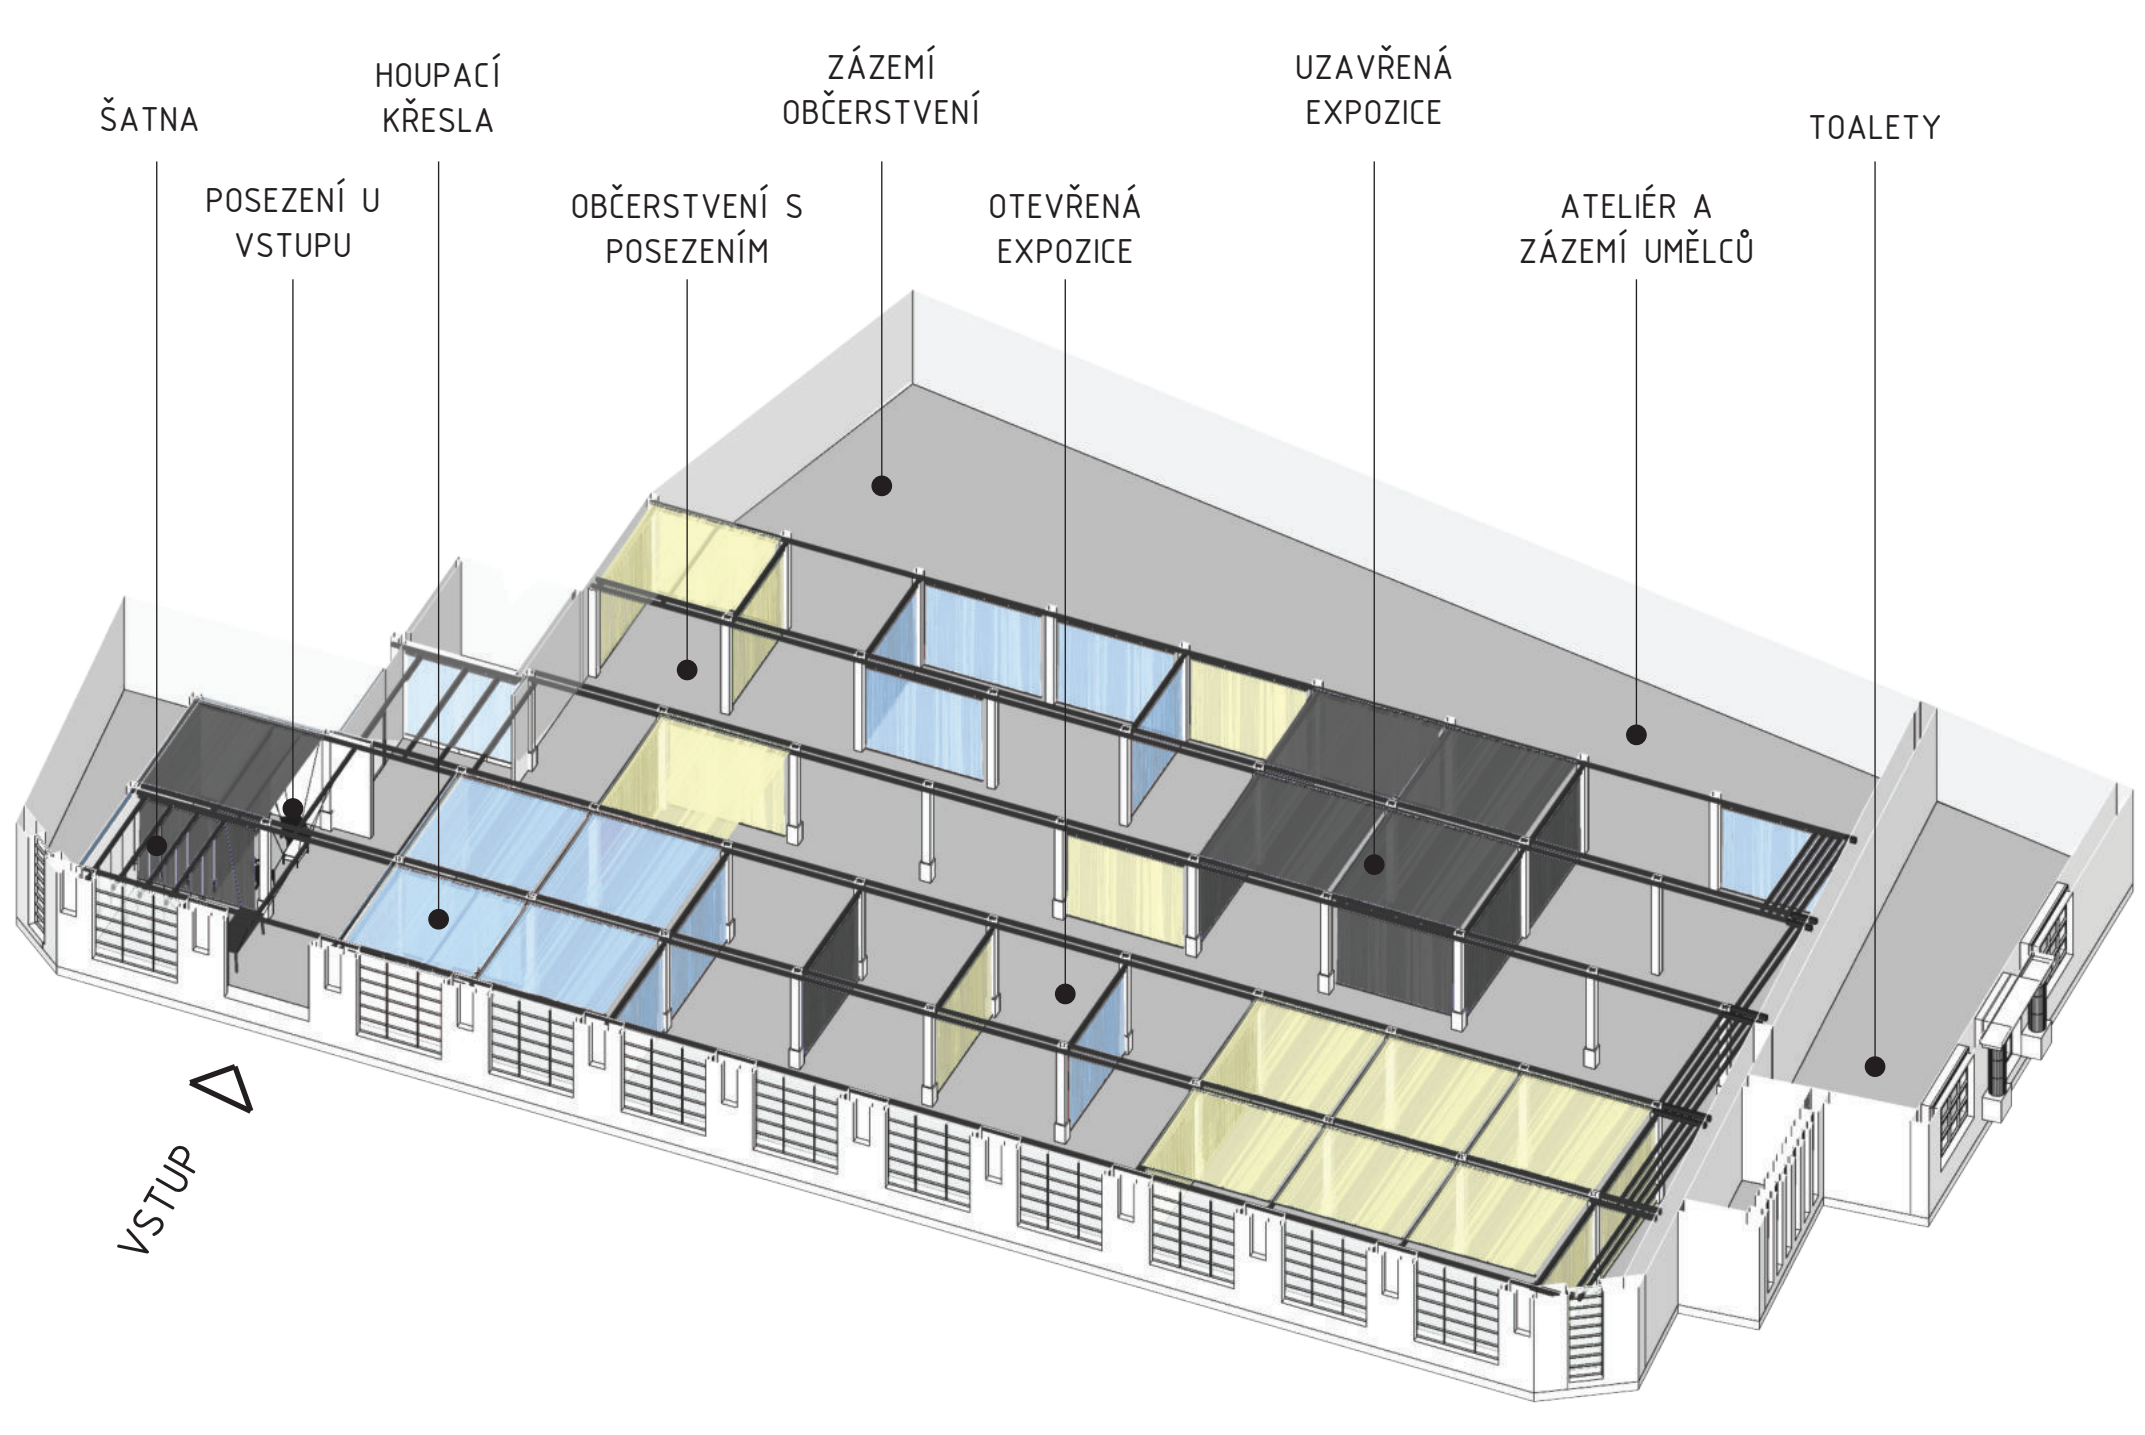 ŠATNA
POSEZENÍ U
VSTUPU
HOUPACÍ
KŘESLA
OBČERSTVENÍ S
POSEZENÍM
ZÁZEMÍ
OBČERSTVENÍ
OTEVŘENÁ
EXPOZICE
UZAVŘENÁ
EXPOZICE
ATELIÉR A
ZÁZEMÍ UMĚLCŮ
TOALETY
VSTUP